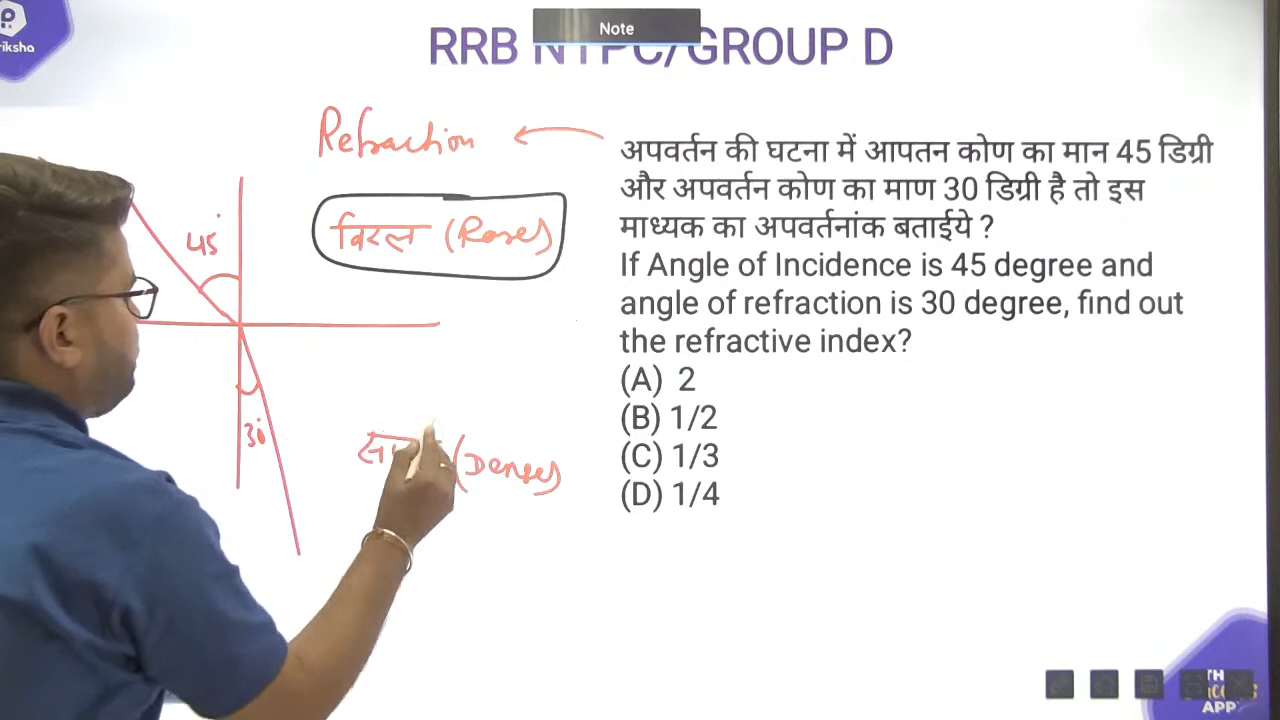 riksha
Note
RRB NTPC/GROUP D
Refraction
अपवर्तन की घटना में आपतन कोण का मान 45 डिग्री
और अपवर्तन कोण का माण 30 डिग्री है तो इस
माध्यक का अपवर्तनांक बताईये ?
If Angle of Incidence is 45 degree and
angle of refraction is 30 degree, find out
the refractive index?
(A) 2
(B) 1/2
(C) 1/3
(D) 1/4
45°
विरल (Rarer)
30°
(Denser)
APP